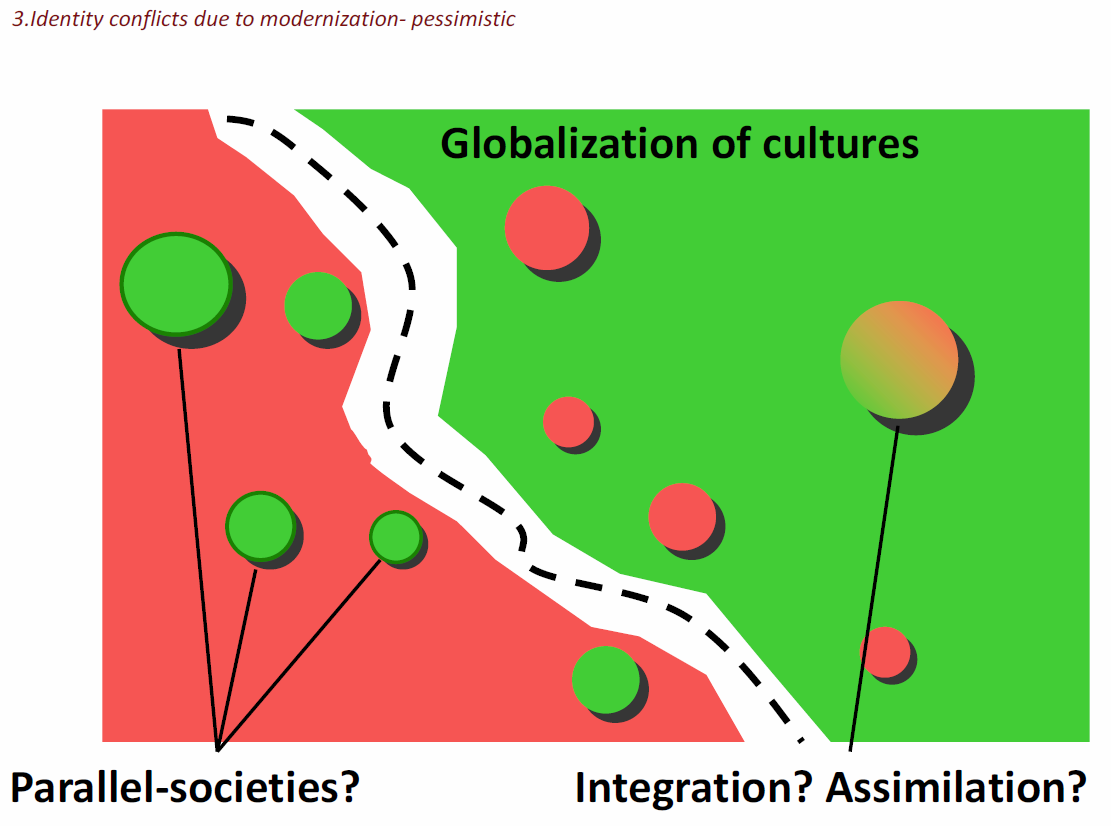 3.Identity conflicts due to modernization- pessimistic
Globalization of cultures
Parallel-societies?
Integration? Assimilation?